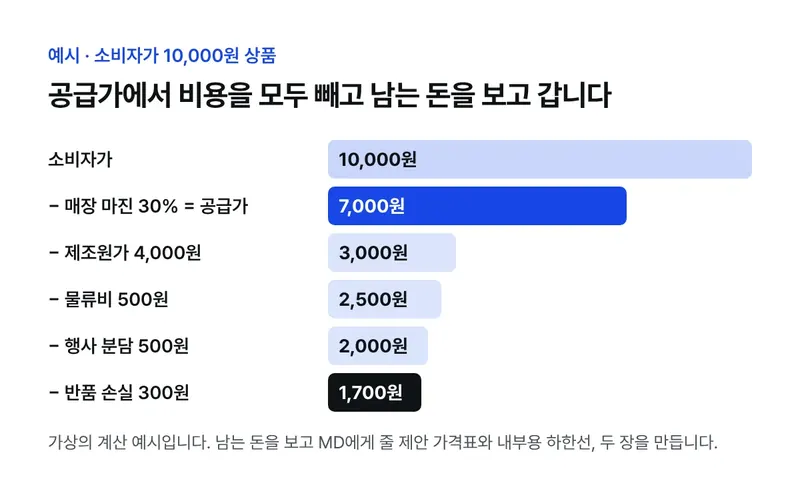 예시 · 소비자가 10,000원 상품
공급가에서 비용을 모두 빼고 남는 돈을 보고 갑니다
소비자가 10,000원
− 매장 마진 30% = 공급가 7,000원
− 제조원가 4,000원 3,000원
− 물류비 500원 2,500원
− 행사 분담 500원 2,000원
− 반품 손실 300원 1,700원
가상의 계산 예시입니다. 남는 돈을 보고 MD에게 줄 제안 가격표와 내부용 하한선, 두 장을 만듭니다.